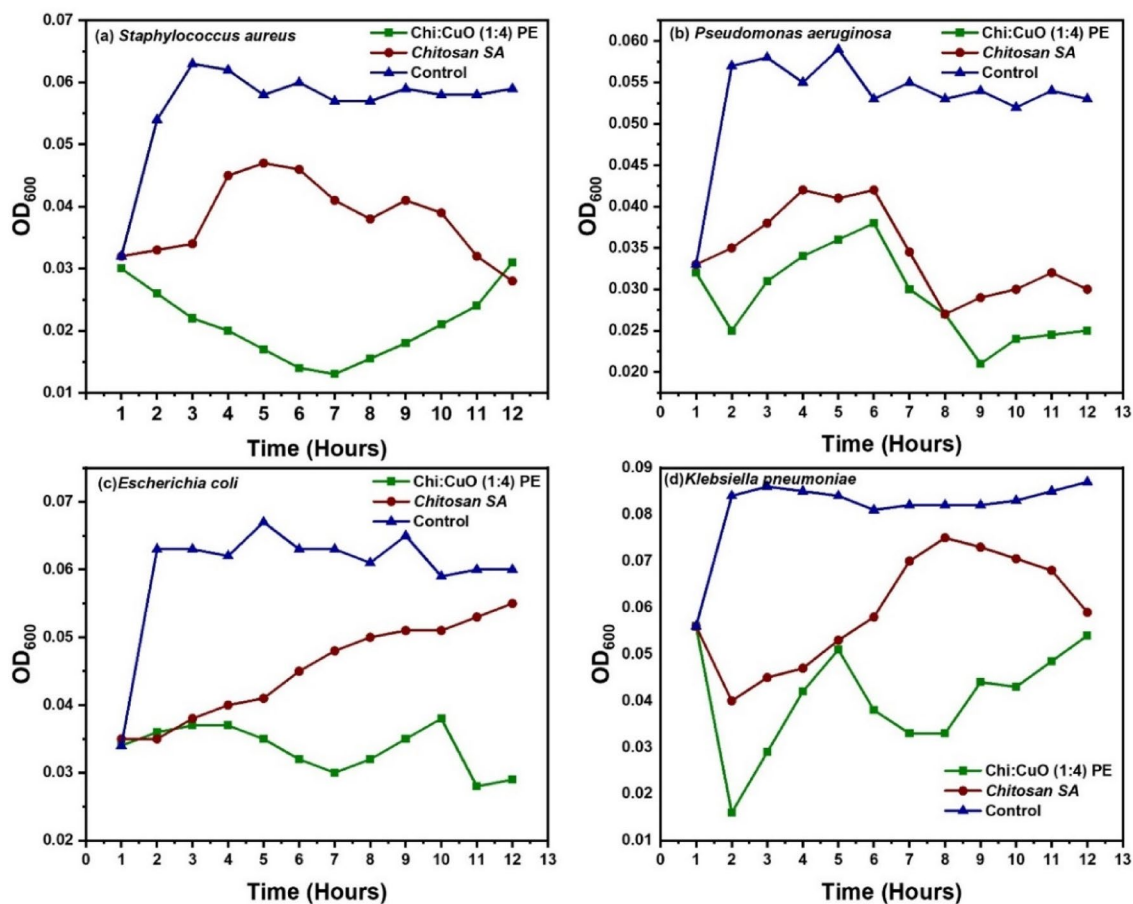 (a) Staphylococcus aureus
Chi:CuO (1:4) PE
Chitosan SA
Control
0.07
0.06
0.05
0.04
0.03
0.02
0.01
OD600
1 2 3 4 5 6 7 8 9 10 11 12
Time (Hours)
(b) Pseudomonas aeruginosa
Chi:CuO (1:4) PE
Chitosan SA
Control
0.060
0.055
0.050
0.045
0.040
0.035
0.030
0.025
0.020
OD600
0 1 2 3 4 5 6 7 8 9 10 11 12 13
Time (Hours)
(c)Escherichia coli
Chi:CuO (1:4) PE
Chitosan SA
Control
0.07
0.06
0.05
0.04
0.03
0.02
OD600
0 1 2 3 4 5 6 7 8 9 10 11 12 13
Time (Hours)
(d)Klebsiella pneumoniae
0.09
0.08
0.07
0.06
0.05
0.04
0.03
0.02
0.01
OD600
Chi:CuO (1:4) PE
Chitosan SA
Control
0 1 2 3 4 5 6 7 8 9 10 11 12 13
Time (Hours)